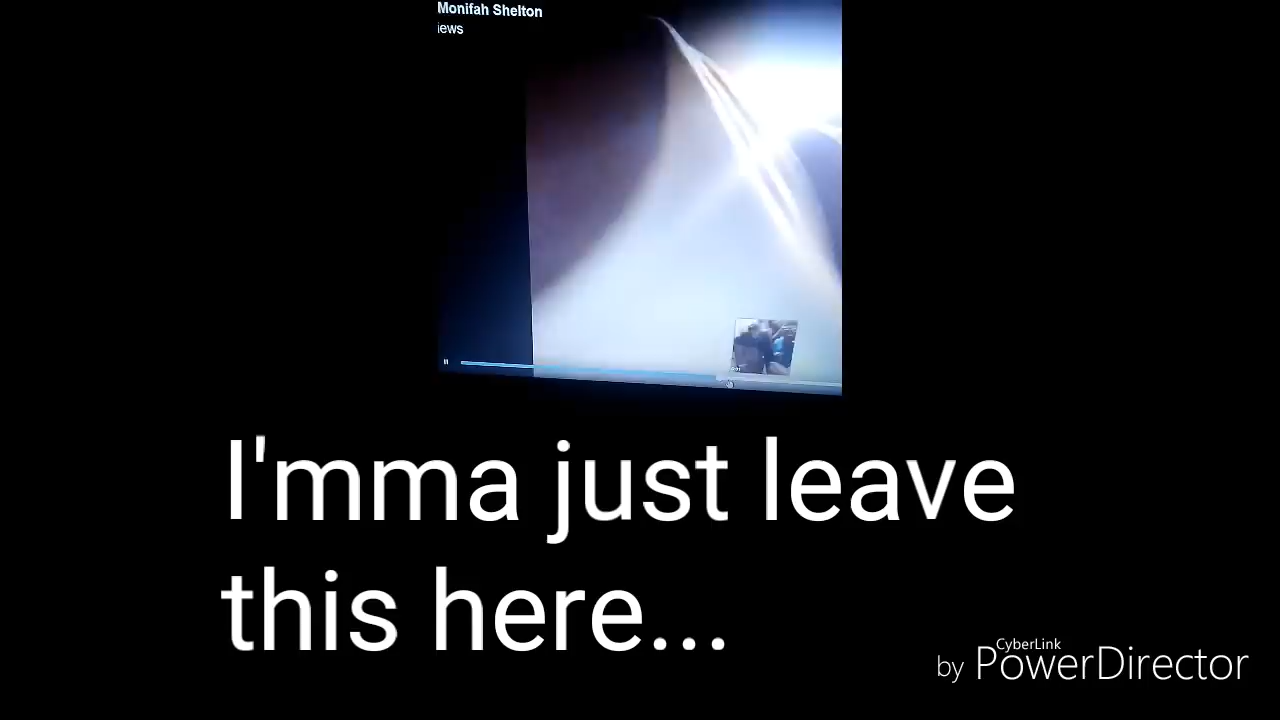 Monifah Shelton
iews
I'mma just leave
this here...
CyberLink
by PowerDirector